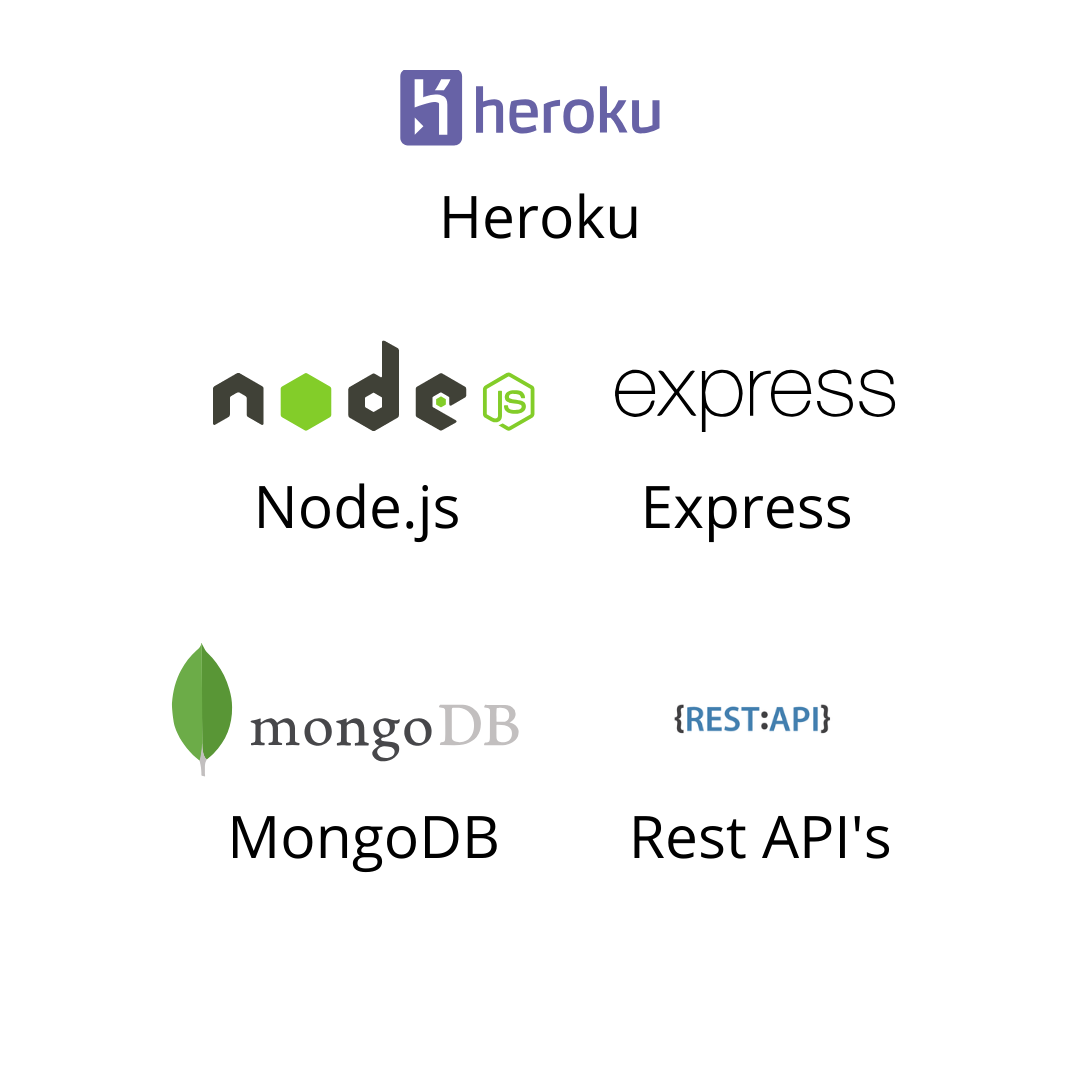 heroku
Heroku
node JS
express
Node.js
Express
mongoDB
{REST:API}
MongoDB
Rest API's